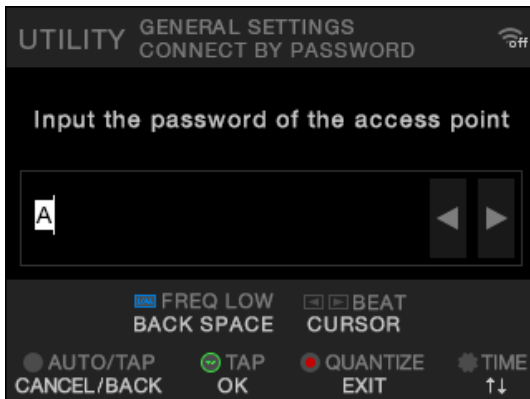 UTILITY GENERAL SETTINGS
CONNECT BY PASSWORD
off
Input the password of the access point
A
FREQ LOW BEAT
BACK SPACE CURSOR
AUTO/TAP TAP QUANTIZE TIME
CANCEL/BACK OK EXIT ↑↓